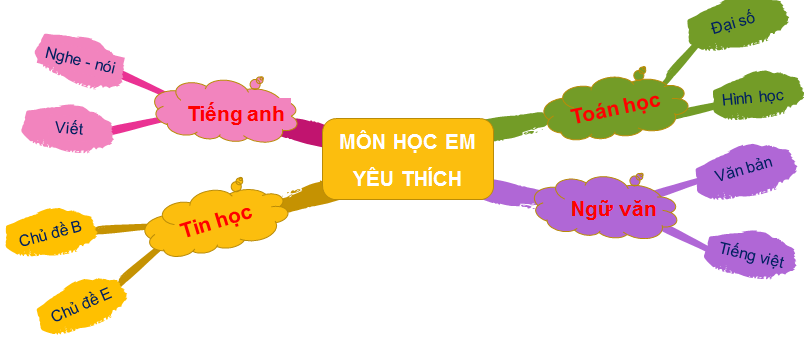 MÔN HỌC EM
YÊU THÍCH
Tiếng anh
Nghe - nói
Viết
Tin học
Chủ đề B
Chủ đề E
Toán học
Đại số
Hình học
Ngữ văn
Văn bản
Tiếng việt